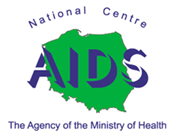 National Centre
AIDS
The Agency of the Ministry of Health